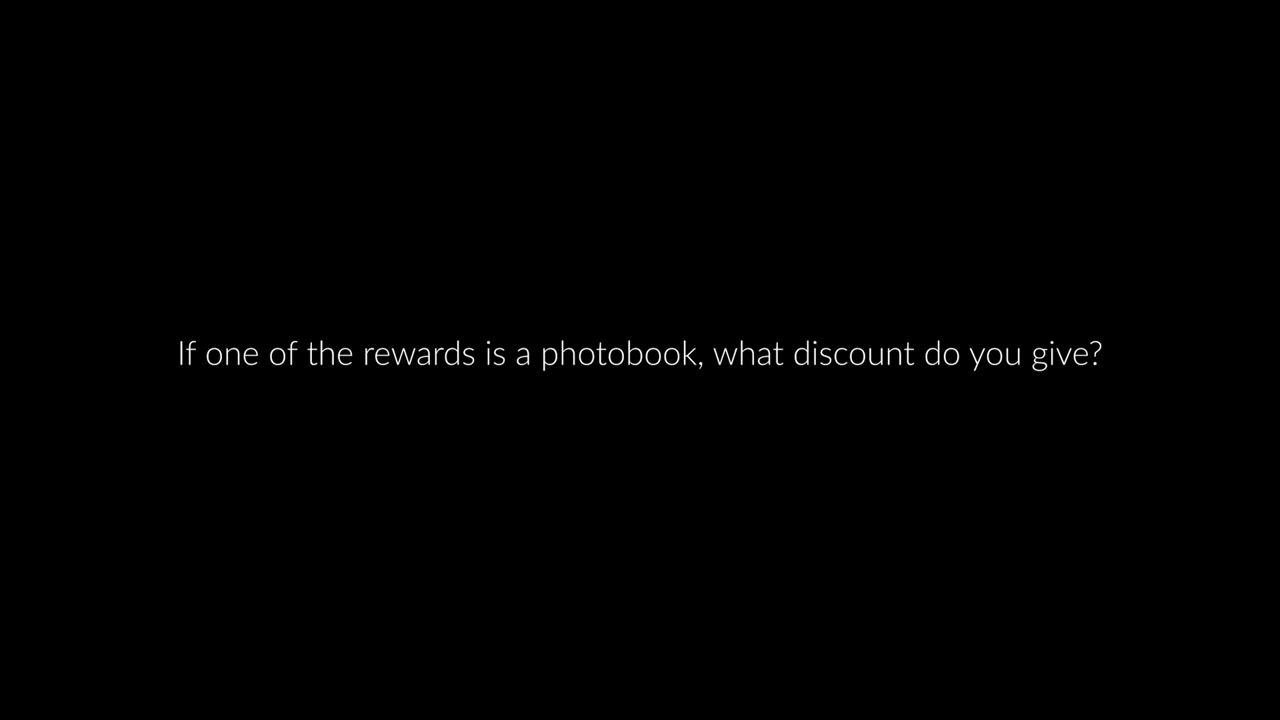 If one of the rewards is a photobook, what discount do you give?